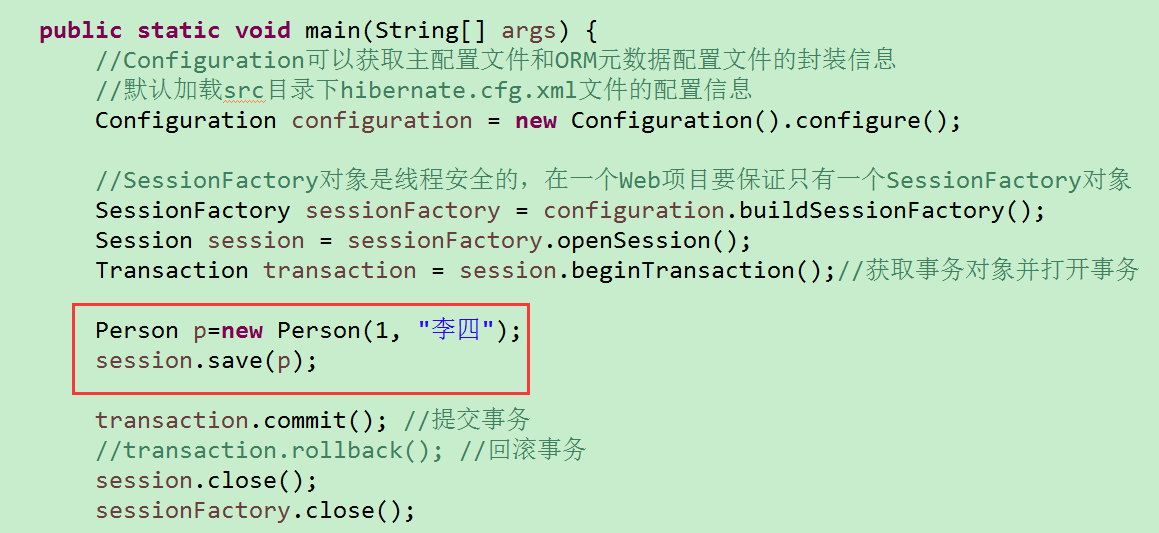 public static void main(String[] args) {
//Configuration可以获取主配置文件和ORM元数据配置文件的封装信息
//默认加载src目录下hibernate.cfg.xml文件的配置信息
Configuration configuration = new Configuration().configure();
//SessionFactory对象是线程安全的，在一个Web项目要保证只有一个SessionFactory对象
SessionFactory sessionFactory = configuration.buildSessionFactory();
Session session = sessionFactory.openSession();
Transaction transaction = session.beginTransaction();//获取事务对象并打开事务
Person p=new Person(1, "李四");
session.save(p);
transaction.commit(); //提交事务
//transaction.rollback(); //回滚事务
session.close();
sessionFactory.close();